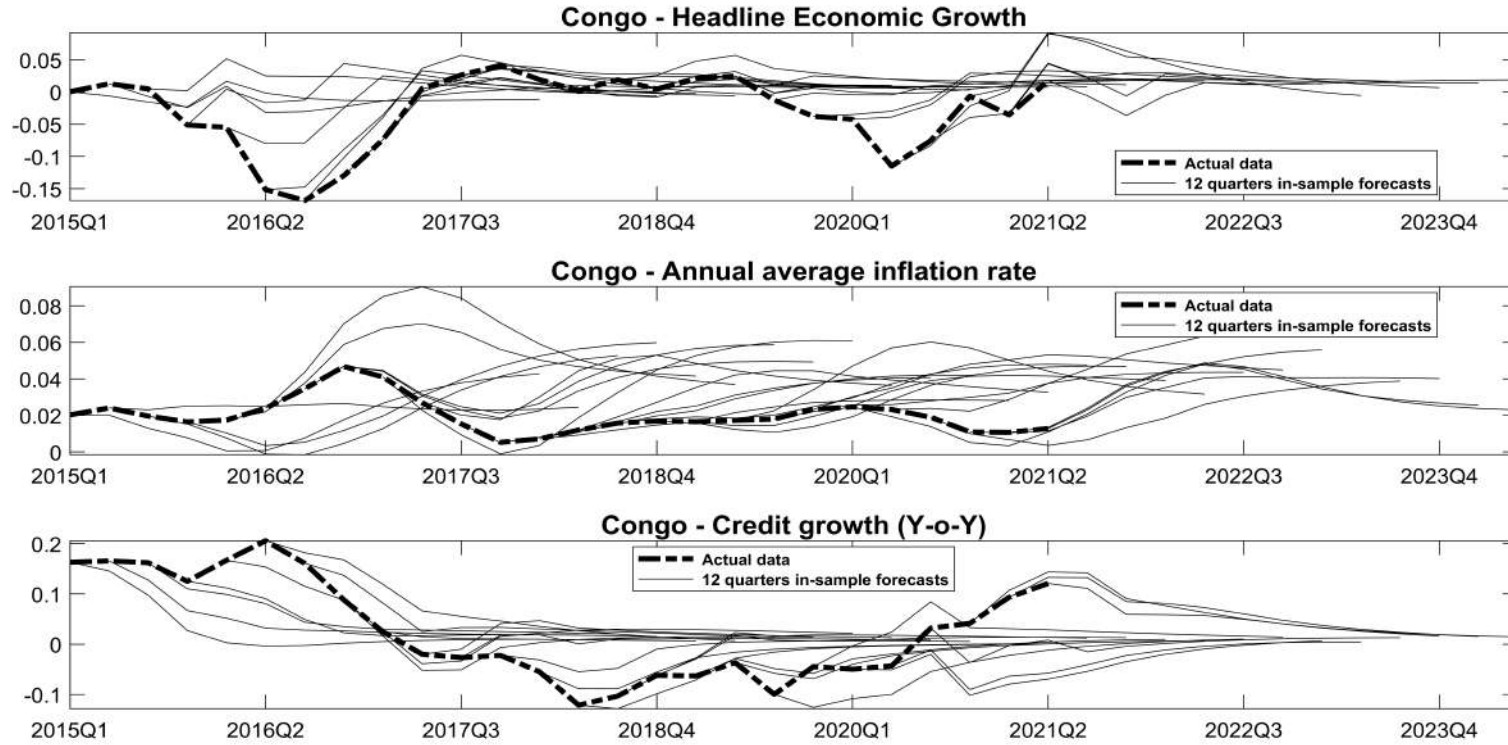 Congo - Headline Economic Growth
0.05
0
-0.05
-0.1
-0.15
Actual data
12 quarters in-sample forecasts
2015Q1 2016Q2 2017Q3 2018Q4 2020Q1 2021Q2 2022Q3 2023Q4
Congo - Annual average inflation rate
0.08
0.06
0.04
0.02
0
Actual data
12 quarters in-sample forecasts
2015Q1 2016Q2 2017Q3 2018Q4 2020Q1 2021Q2 2022Q3 2023Q4
Congo - Credit growth (Y-o-Y)
0.2
0.1
0
-0.1
Actual data
12 quarters in-sample forecasts
2015Q1 2016Q2 2017Q3 2018Q4 2020Q1 2021Q2 2022Q3 2023Q4